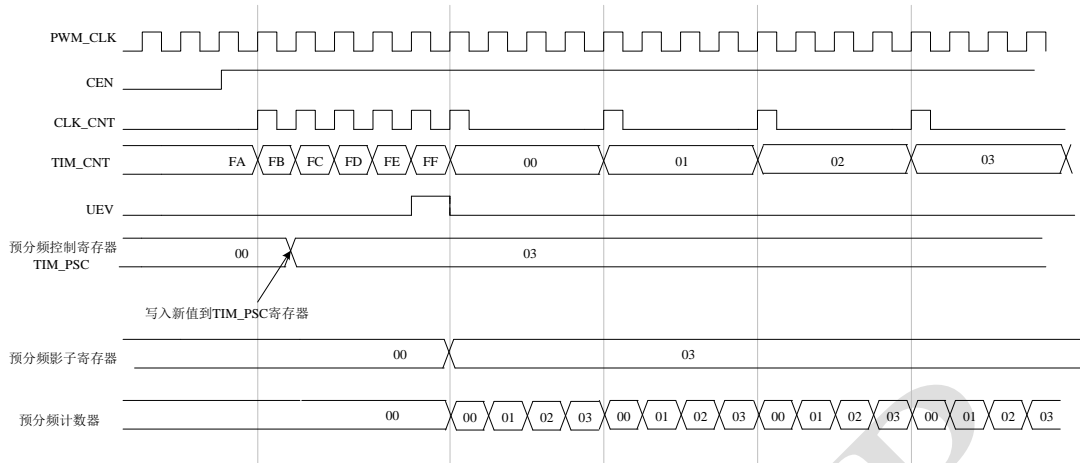 PWM_CLK
CEN
CLK_CNT
TIM_CNT FA FB FC FD FE FF 00 01 02 03
UEV
预分频控制寄存器
TIM_PSC 00 03
写入新值到TIM_PSC寄存器
预分频影子寄存器 00 03
预分频计数器 00 00 01 02 03 00 01 02 03 00 01 02 03 00 01 02 03